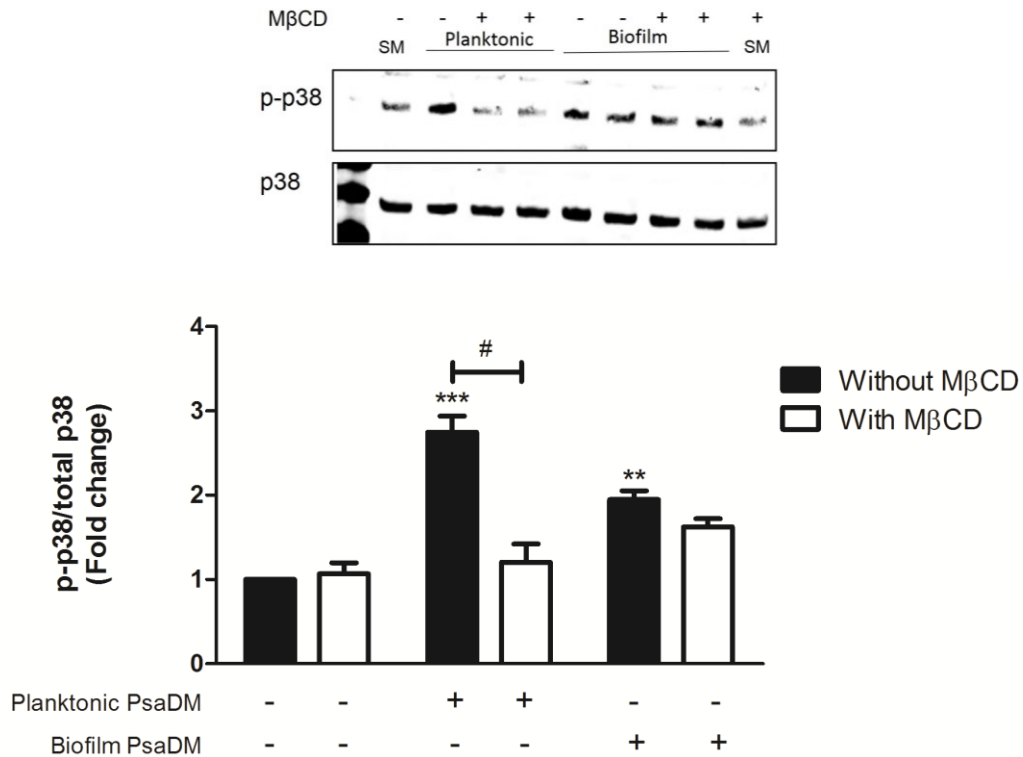 MβCD - - + + - - + + +
SM Planktonic Biofilm SM
p-p38
p38
4
3
2
1
0
p-p38/total p38
(Fold change)
#
***
**
Without MβCD
With MβCD
Planktonic PsaDM - - + + - -
Biofilm PsaDM - - - - + +